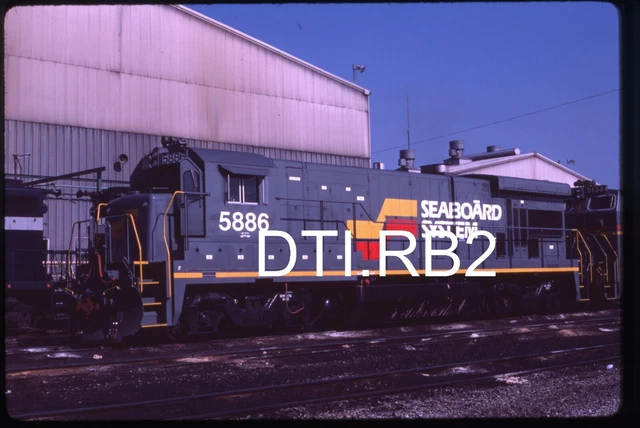 5886
SEABOARD
SYSTEM
DTI.RB2